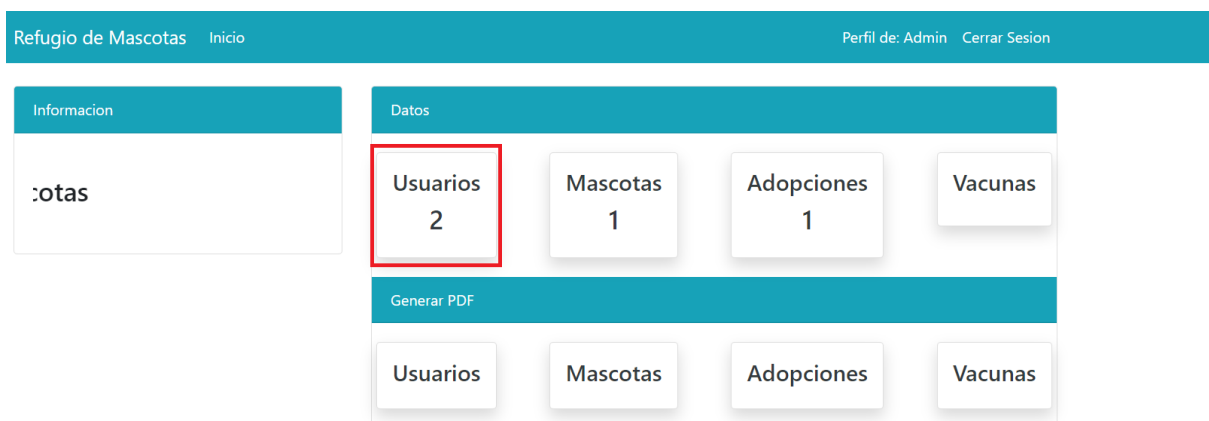 Refugio de Mascotas Inicio Perfil de: Admin Cerrar Sesion
Informacion
cotas
Datos
Usuarios Mascotas Adopciones Vacunas
2 1 1
Generar PDF
Usuarios Mascotas Adopciones Vacunas